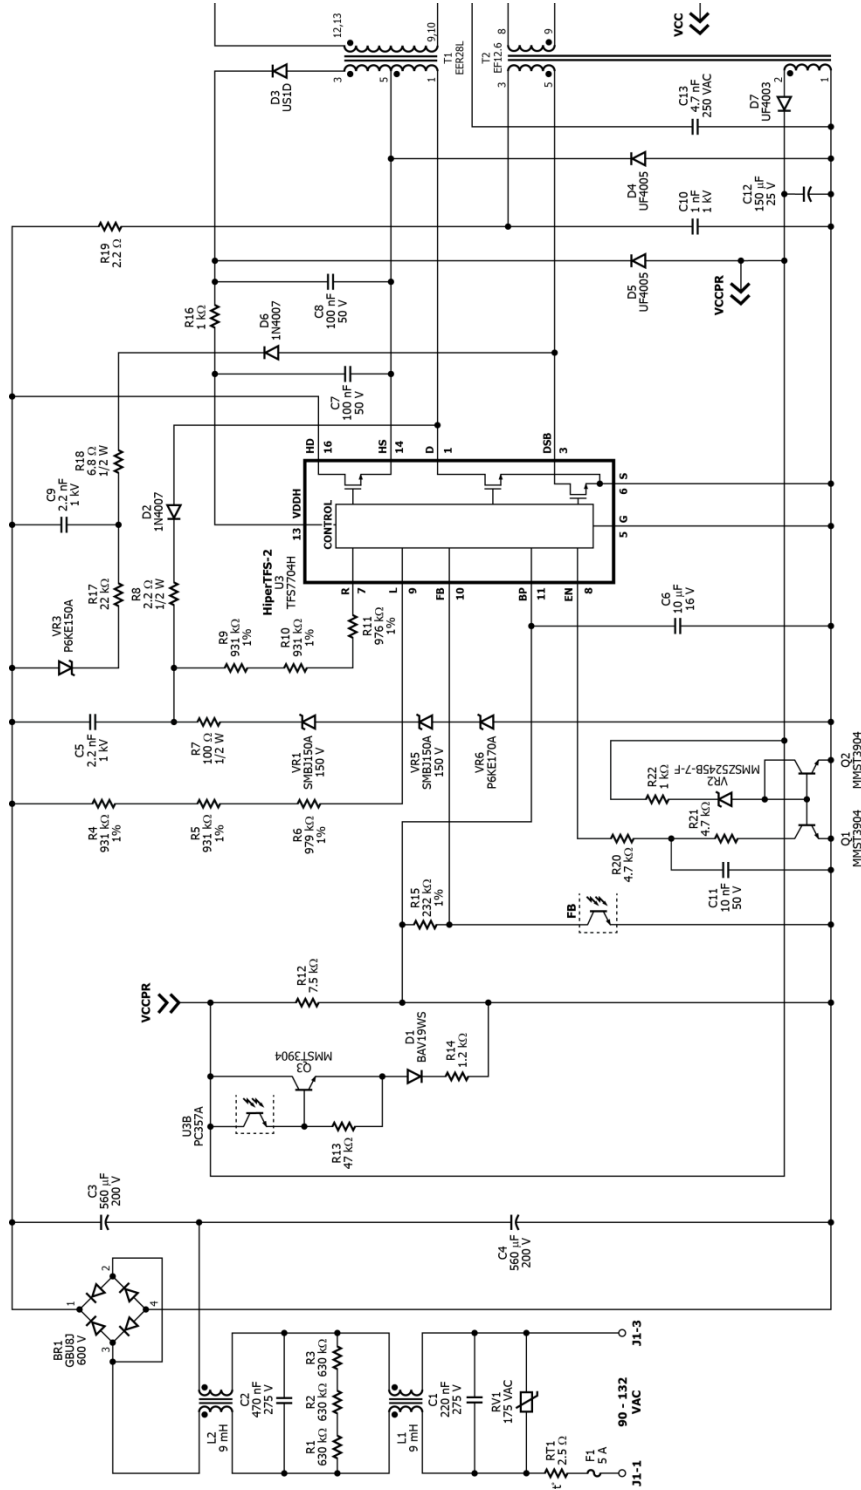 BR1
GBU8J
600 V
1
2
3
4
C3
560 µF
200 V
C4
560 µF
200 V
L2
9 mH
C2
470 nF
275 V
R1
630 kΩ
R2
630 kΩ
R3
630 kΩ
L1
9 mH
C1
220 nF
275 V
RV1
175 VAC
RT1
2.5 Ω
t°
F1
5 A
J1-1
J1-3
90 - 132
VAC
VCCPR
U3B
PC357A
Q3
MMST3904
R13
47 kΩ
D1
BAV19WS
R14
1.2 kΩ
R12
7.5 kΩ
R15
232 kΩ
1%
FB
R4
931 kΩ
1%
R5
931 kΩ
1%
R6
979 kΩ
1%
C5
2.2 nF
1 kV
R7
100 Ω
1/2 W
VR1
SMBJ150A
150 V
VR5
SMBJ150A
150 V
VR6
P6KE170A
R20
4.7 kΩ
C11
10 nF
50 V
R21
4.7 kΩ
R22
1 kΩ
VR2
MMSZ5245B-7-F
Q1
MMST3904
Q2
MMST3904
VR3
P6KE150A
R17
22 kΩ
C9
2.2 nF
1 kV
R18
6.8 Ω
1/2 W
R8
2.2 Ω
1/2 W
D2
1N4007
R9
931 kΩ
1%
R10
931 kΩ
1%
R11
976 kΩ
1%
HiperTFS-2
U3
TFS7704H
CONTROL
R
7
L
9
FB
10
BP
11
EN
8
13
VDDH
HD
16
HS
14
D
1
DSB
3
S
6
G
5
C6
10 µF
16 V
R16
1 kΩ
D6
1N4007
C7
100 nF
50 V
C8
100 nF
50 V
R19
2.2 Ω
D5
UF4005
VCCPR
D4
UF4005
C10
1 nF
1 kV
C12
150 µF
25 V
C13
4.7 nF
250 VAC
D7
UF4003
D3
US1D
3
5
1
12,13
9,10
T1
EER28L
T2
EF12.6
3
5
8
9
2
1
VCC